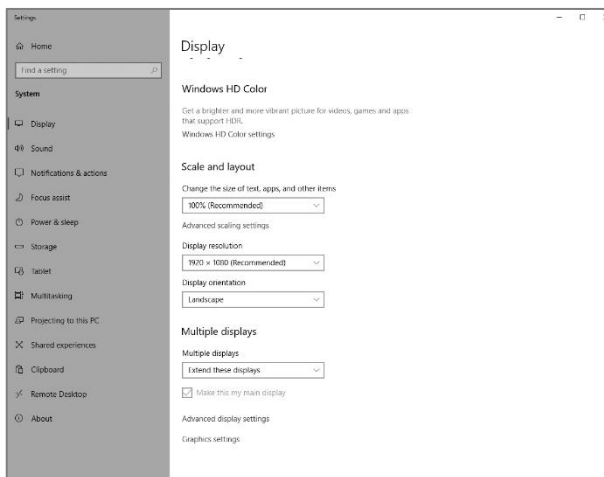 Settings
Home
Find a setting
System
Display
Sound
Notifications & actions
Focus assist
Power & sleep
Storage
Tablet
Multitasking
Projecting to this PC
Shared experiences
Clipboard
Remote Desktop
About
Display
Windows HD Color
Get a brighter and more vibrant picture for videos, games and apps
that support HDR.
Windows HD Color settings
Scale and layout
Change the size of text, apps, and other items
100% (Recommended)
Advanced scaling settings
Display resolution
1920 × 1080 (Recommended)
Display orientation
Landscape
Multiple displays
Multiple displays
Extend these displays
Make this my main display
Advanced display settings
Graphics settings